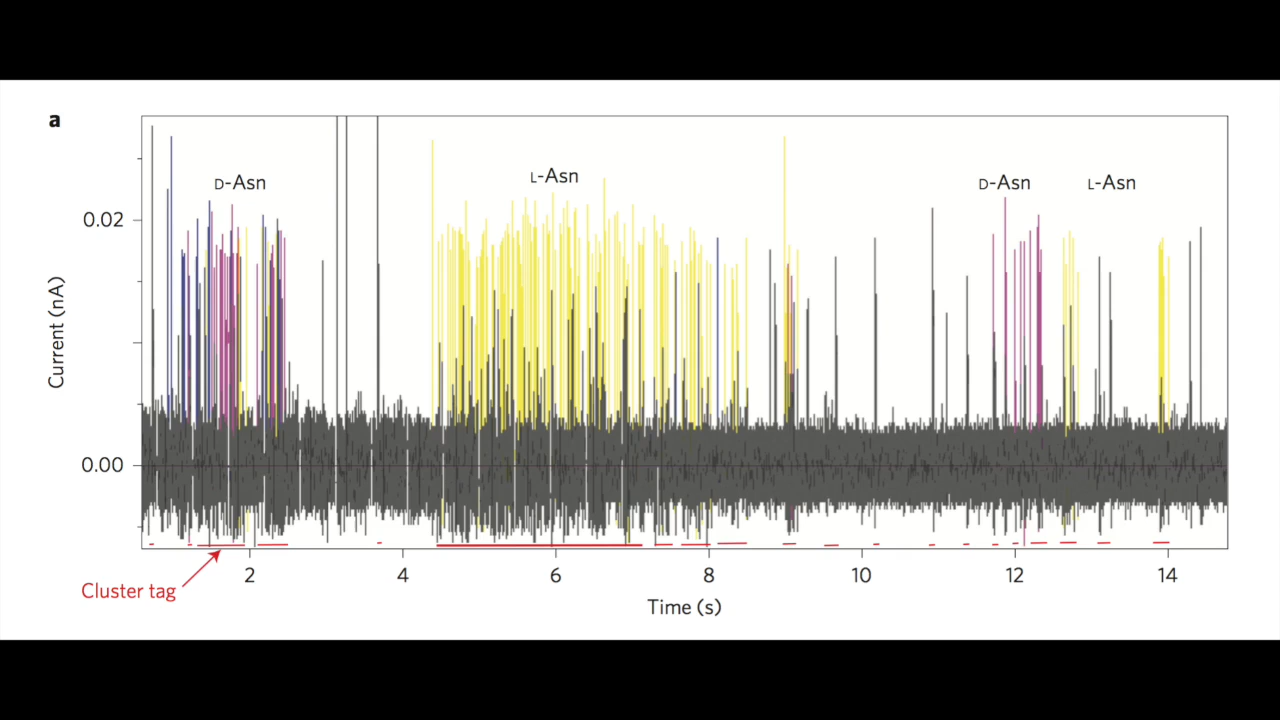 a
D-Asn
L-Asn
D-Asn
L-Asn
0.02
0.00
Current (nA)
Cluster tag
2 4 6 8 10 12 14
Time (s)